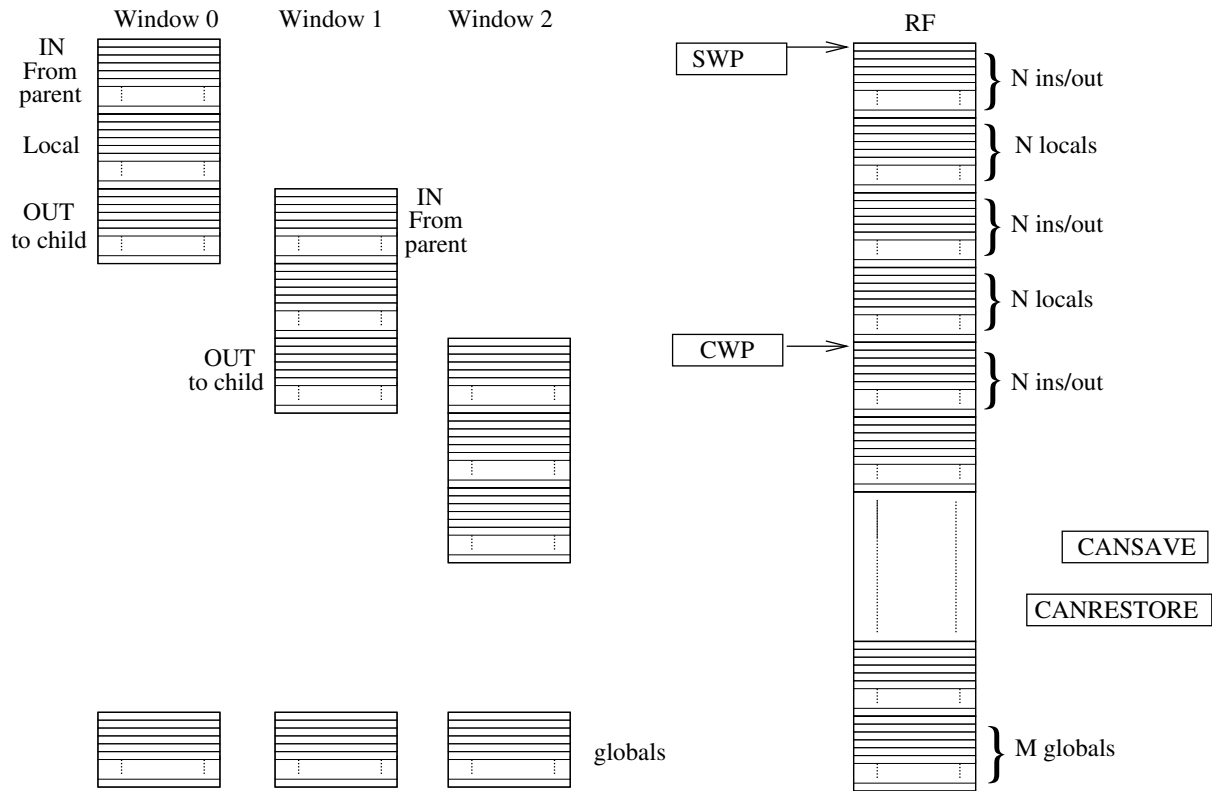 Window 0
Window 1
Window 2
RF
IN
From
parent
Local
OUT
to child
IN
From
parent
OUT
to child
SWP
N ins/out
N locals
N ins/out
N locals
CWP
N ins/out
CANSAVE
CANRESTORE
globals
M globals